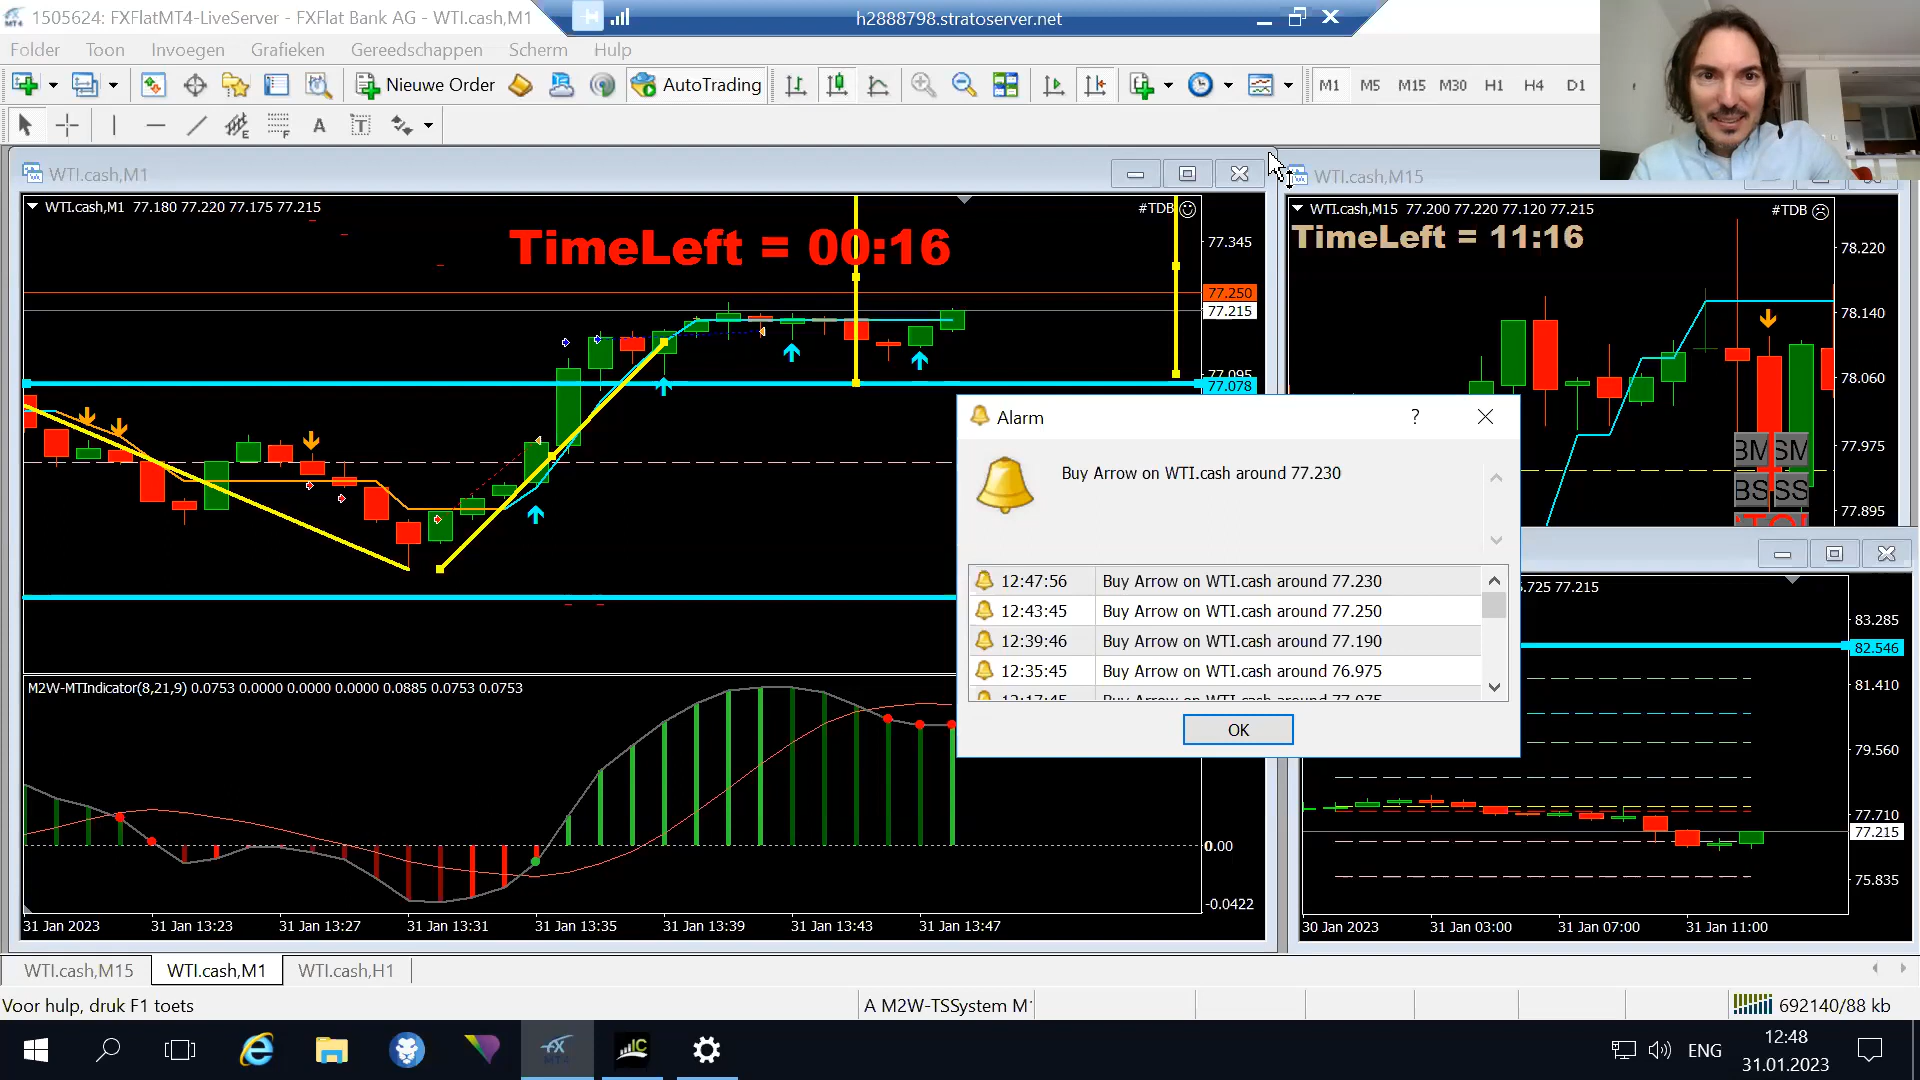 1505624: FXFlatMT4-LiveServer - FXFlat Bank AG - WTI.cash,M1
h2888798.stratoserver.net
Folder Toon Invoegen Grafieken Gereedschappen Scherm Hulp
Nieuwe Order AutoTrading M1 M5 M15 M30 H1 H4 D1
WTI.cash,M1
WTI.cash,M1 77.180 77.220 77.175 77.215
#TDB
TimeLeft = 00:16
77.345
77.250
77.215
77.095
77.078
WTI.cash,M15
WTI.cash,M15 77.200 77.220 77.120 77.215
#TDB
TimeLeft = 11:16
78.220
78.140
78.060
77.975
77.895
BM SM
BS SS
Alarm
?
Buy Arrow on WTI.cash around 77.230
12:47:56 Buy Arrow on WTI.cash around 77.230
12:43:45 Buy Arrow on WTI.cash around 77.250
12:39:46 Buy Arrow on WTI.cash around 77.190
12:35:45 Buy Arrow on WTI.cash around 76.975
OK
M2W-MTIndicator(8,21,9) 0.0753 0.0000 0.0000 0.0000 0.0885 0.0753 0.0753
0.00
-0.0422
31 Jan 2023 31 Jan 13:23 31 Jan 13:27 31 Jan 13:31 31 Jan 13:35 31 Jan 13:39 31 Jan 13:43 31 Jan 13:47
.725 77.215
83.285
82.546
81.410
79.560
77.710
77.215
75.835
30 Jan 2023 31 Jan 03:00 31 Jan 07:00 31 Jan 11:00
WTI.cash,M15 WTI.cash,M1 WTI.cash,H1
Voor hulp, druk F1 toets
A M2W-TSSystem M
692140/88 kb
ENG
12:48
31.01.2023